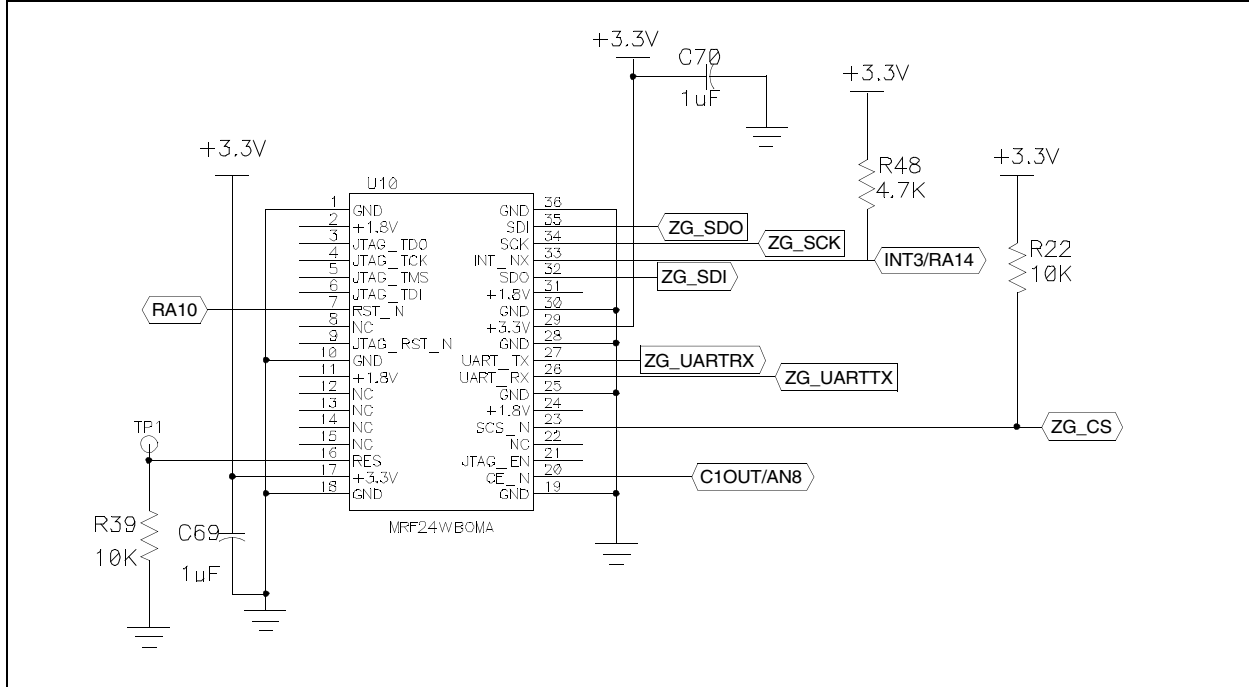 +3.3V
C70
1uF
+3.3V
+3.3V
R48
4.7K
+3.3V
U10
1 GND
2 +1.8V
3 JTAG_TDO
4 JTAG_TCK
5 JTAG_TMS
6 JTAG_TDI
7 RST_N
8 NC
9 JTAG_RST_N
10 GND
11 +1.8V
12 NC
13 NC
14 NC
15 NC
16 RES
17 +3.3V
18 GND
GND 36
SDI 35
SCK 34
INT_NX 33
SDO 32
+1.8V 31
GND 30
+3.3V 29
GND 28
UART_TX 27
UART_RX 26
GND 25
+1.8V 24
SCS_N 23
NC 22
JTAG_EN 21
CE_N 20
GND 19
MRF24WB0MA
ZG_SDO
ZG_SCK
INT3/RA14
ZG_SDI
R22
10K
RA10
ZG_UARTRX
ZG_UARTTX
ZG_CS
C1OUT/AN8
TP1
R39
10K
C69
1uF